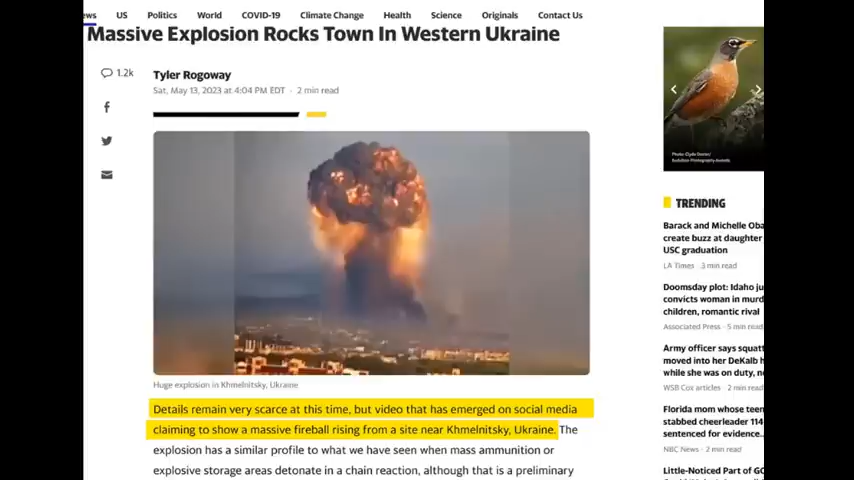 ews US Politics World COVID-19 Climate Change Health Science Originals Contact Us
Massive Explosion Rocks Town In Western Ukraine
1.2k
Tyler Rogoway
Sat, May 13, 2023 at 4:04 PM EDT · 2 min read
Huge explosion in Khmelnitsky, Ukraine
Details remain very scarce at this time, but video that has emerged on social media
claiming to show a massive fireball rising from a site near Khmelnitsky, Ukraine. The
explosion has a similar profile to what we have seen when mass ammunition or
explosive storage areas detonate in a chain reaction, although that is a preliminary
TRENDING
Barack and Michelle Oba
create buzz at daughter
USC graduation
LA Times · 3 min read
Doomsday plot: Idaho ju
convicts woman in murd
children, romantic rival
Associated Press · 5 min read
Army officer says squatt
moved into her DeKalb h
while she was on duty, n
WSB Cox articles · 2 min read
Florida mom whose teen
stabbed cheerleader 114
sentenced for evidence..
NBC News · 2 min read
Little-Noticed Part of GO